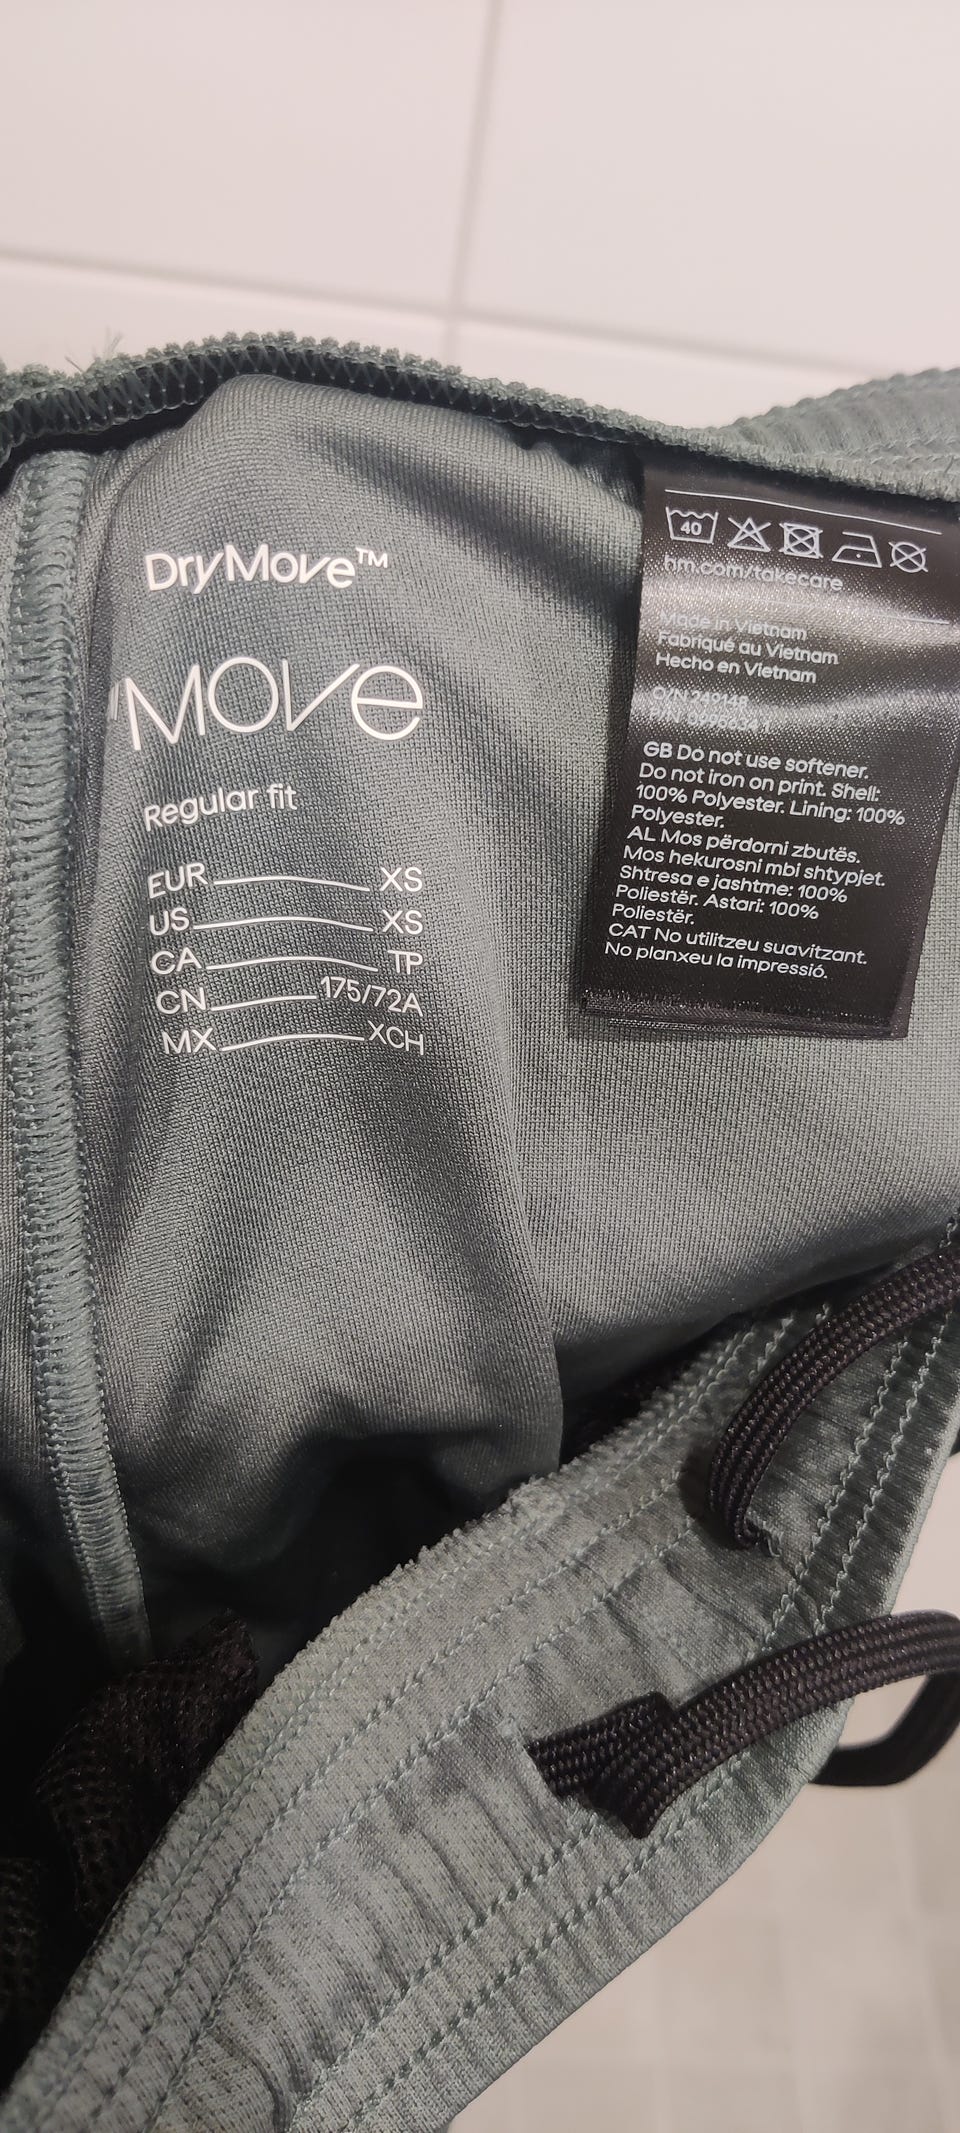 DryMove™
MOVe
Regular fit
EUR XS
US XS
CA TP
CN 175/72A
MX XCH
40
hm.com/takecare
Made in Vietnam
Fabriqué au Vietnam
Hecho en Vietnam
O/N 249148
GB Do not use softener.
Do not iron on print. Shell:
100% Polyester. Lining: 100%
Polyester.
AL Mos përdorni zbutës.
Mos hekurosni mbi shtypjet.
Shtresa e jashtme: 100%
Poliestër. Astari: 100%
Poliestër.
CAT No utilitzeu suavitzant.
No planxeu la impressió.